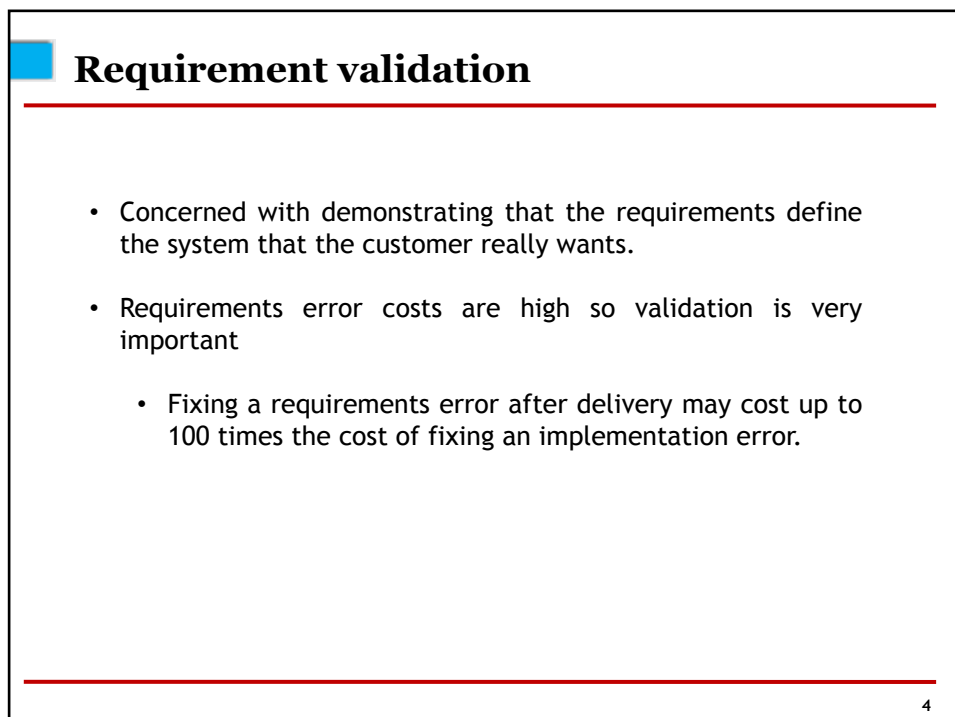 Requirement validation
• Concerned with demonstrating that the requirements define
the system that the customer really wants.
• Requirements error costs are high so validation is very
important
• Fixing a requirements error after delivery may cost up to
100 times the cost of fixing an implementation error.
4